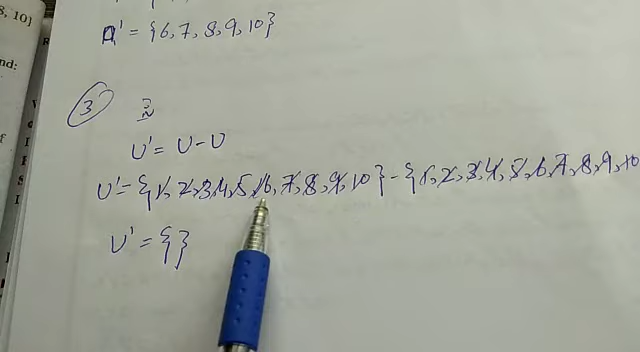 8, 10]
A' = {6, 7, 8, 9, 10}
nd:
3
U' = U - U
U' = {1, 2, 3, 4, 5, 6, 7, 8, 9, 10} - {1, 2, 3, 4, 5, 6, 7, 8, 9, 10
U' = {}